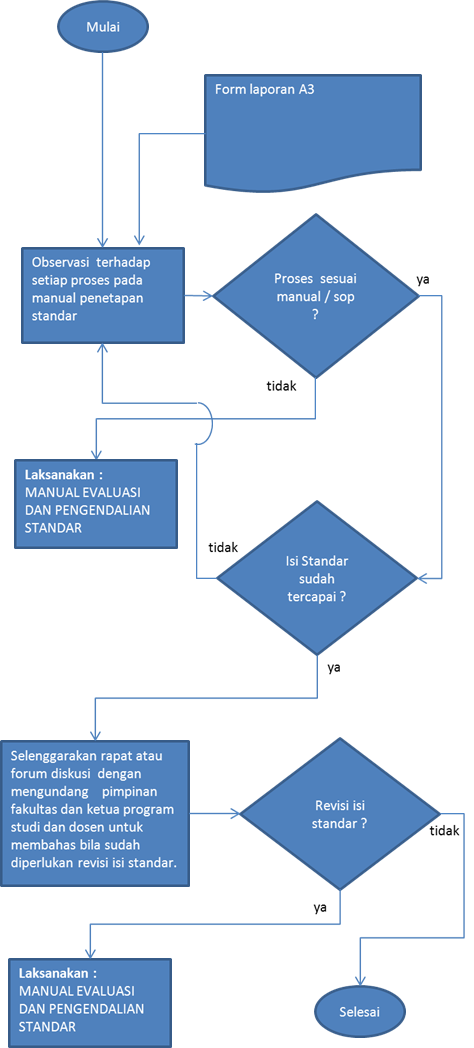 Mulai
Form laporan A3
Observasi terhadap
setiap proses pada
manual penetapan
standar
Proses sesuai
manual / sop
?
ya
tidak
Laksanakan :
MANUAL EVALUASI
DAN PENGENDALIAN
STANDAR
Isi Standar
sudah
tercapai ?
tidak
ya
Selenggarakan rapat atau
forum diskusi dengan
mengundang pimpinan
fakultas dan ketua program
studi dan dosen untuk
membahas bila sudah
diperlukan revisi isi standar.
Revisi isi
standar ?
tidak
ya
Laksanakan :
MANUAL EVALUASI
DAN PENGENDALIAN
STANDAR
Selesai